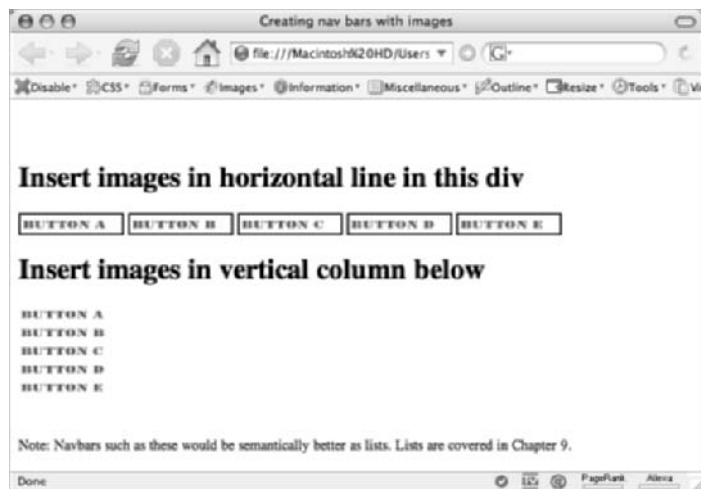 Creating nav bars with images
file:///Macintosh%20HD/Users
G
Disable CSS Forms Images Information Miscellaneous Outline Resize Tools
Insert images in horizontal line in this div
BUTTON A BUTTON B BUTTON C BUTTON D BUTTON E
Insert images in vertical column below
BUTTON A
BUTTON B
BUTTON C
BUTTON D
BUTTON E
Note: Navbars such as these would be semantically better as lists. Lists are covered in Chapter 9.
Done PageRank Alexa